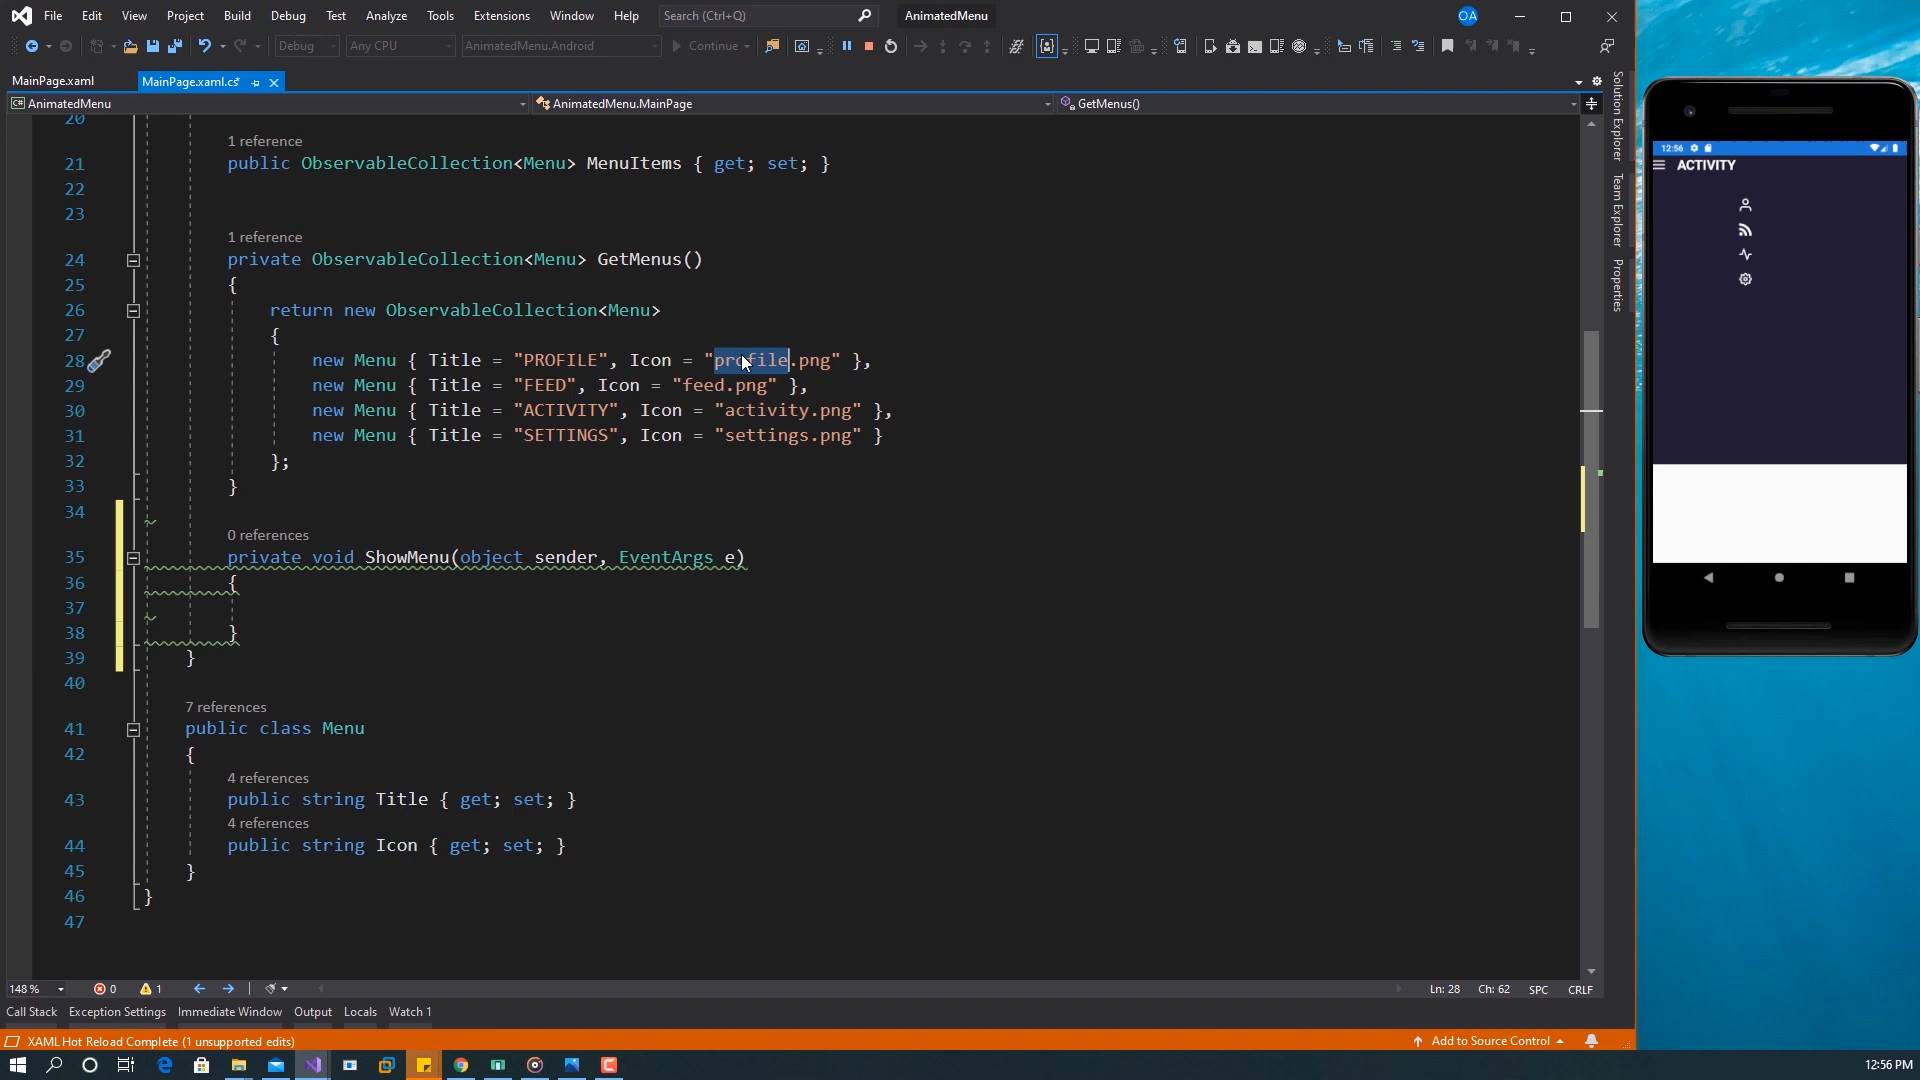 File Edit View Project Build Debug Test Analyze Tools Extensions Window Help Search (Ctrl+Q) AnimatedMenu OA
Debug Any CPU AnimatedMenu.Android Continue
MainPage.xaml MainPage.xaml.cs*
AnimatedMenu AnimatedMenu.MainPage GetMenus()
20
1 reference
21 public ObservableCollection<Menu> MenuItems { get; set; }
22
23
1 reference
24 private ObservableCollection<Menu> GetMenus()
25 {
26 return new ObservableCollection<Menu>
27 {
28 new Menu { Title = "PROFILE", Icon = "profile.png" },
29 new Menu { Title = "FEED", Icon = "feed.png" },
30 new Menu { Title = "ACTIVITY", Icon = "activity.png" },
31 new Menu { Title = "SETTINGS", Icon = "settings.png" }
32 };
33 }
34
0 references
35 private void ShowMenu(object sender, EventArgs e)
36 {
37
38 }
39 }
40
7 references
41 public class Menu
42 {
4 references
43 public string Title { get; set; }
4 references
44 public string Icon { get; set; }
45 }
46 }
47
148 % 0 1 Ln: 28 Ch: 62 SPC CRLF
Call Stack Exception Settings Immediate Window Output Locals Watch 1
XAML Hot Reload Complete (1 unsupported edits) Add to Source Control
12:56 PM
Solution Explorer
Team Explorer
Properties
12:56
ACTIVITY